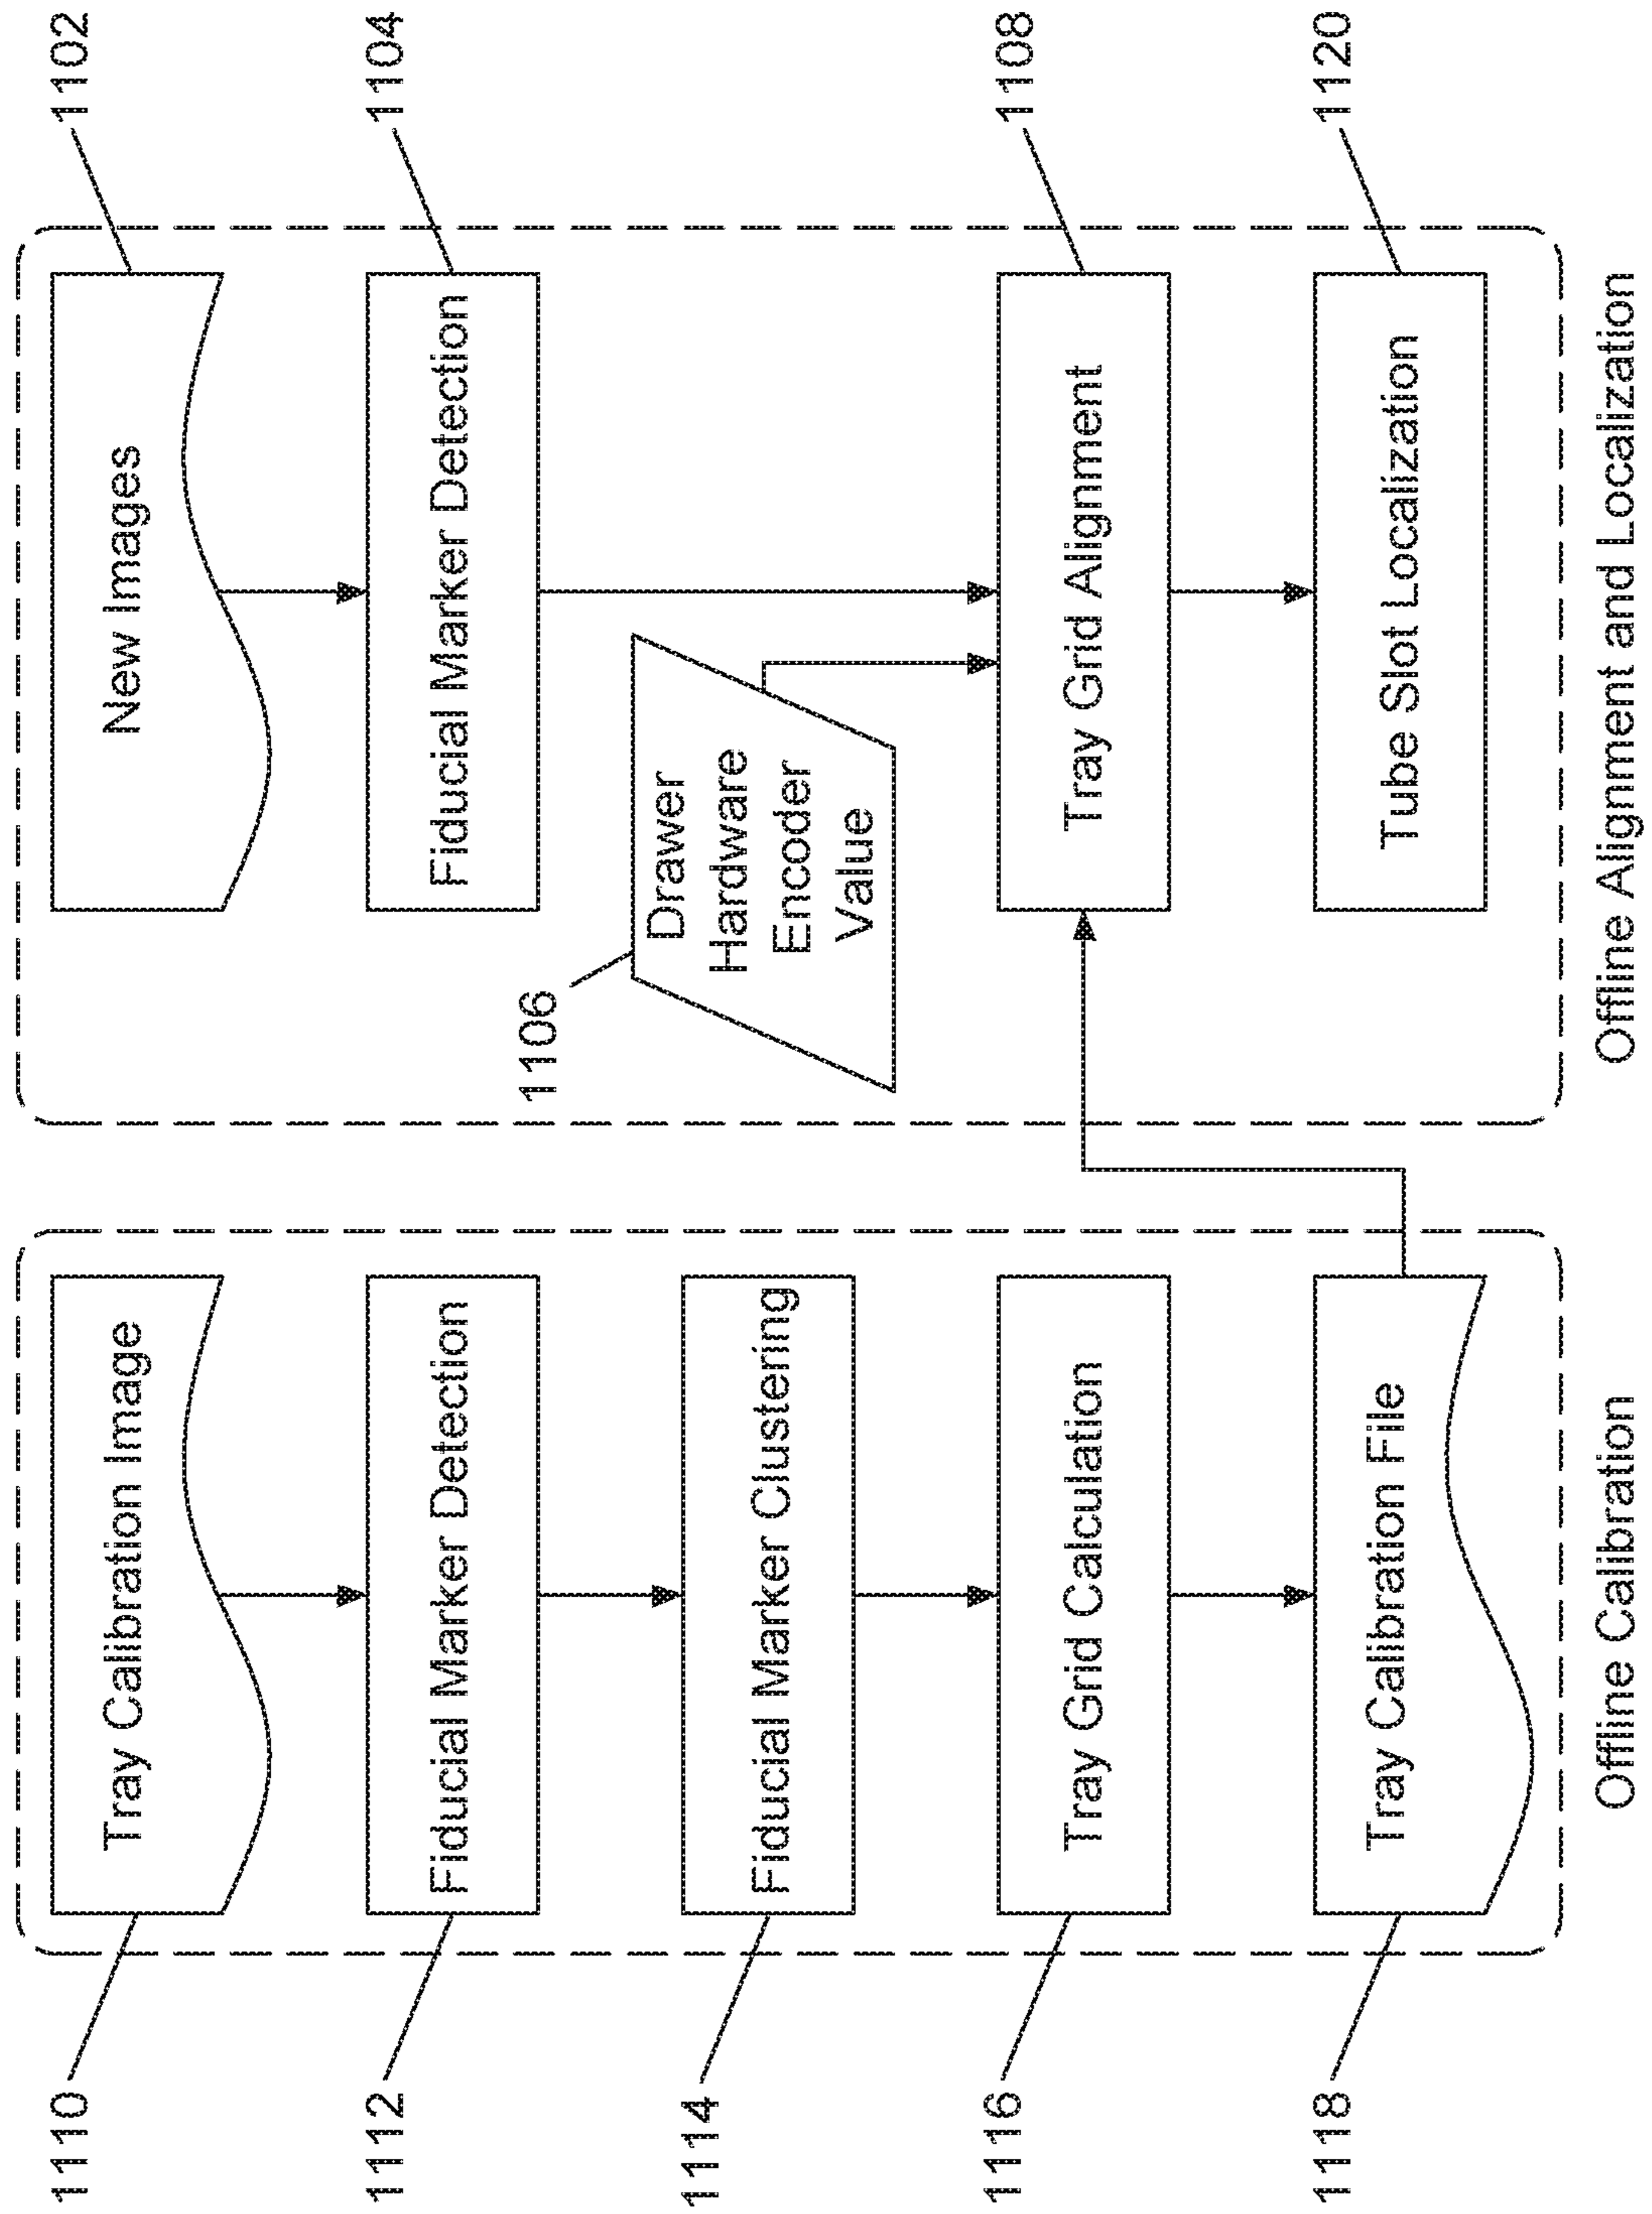 1110
Tray Calibration Image
1112
Fiducial Marker Detection
1114
Fiducial Marker Clustering
1116
Tray Grid Calculation
1118
Tray Calibration File
Offline Calibration
1102
New Images
1104
Fiducial Marker Detection
1106
Drawer
Hardware
Encoder
Value
1108
Tray Grid Alignment
1120
Tube Slot Localization
Offline Alignment and Localization